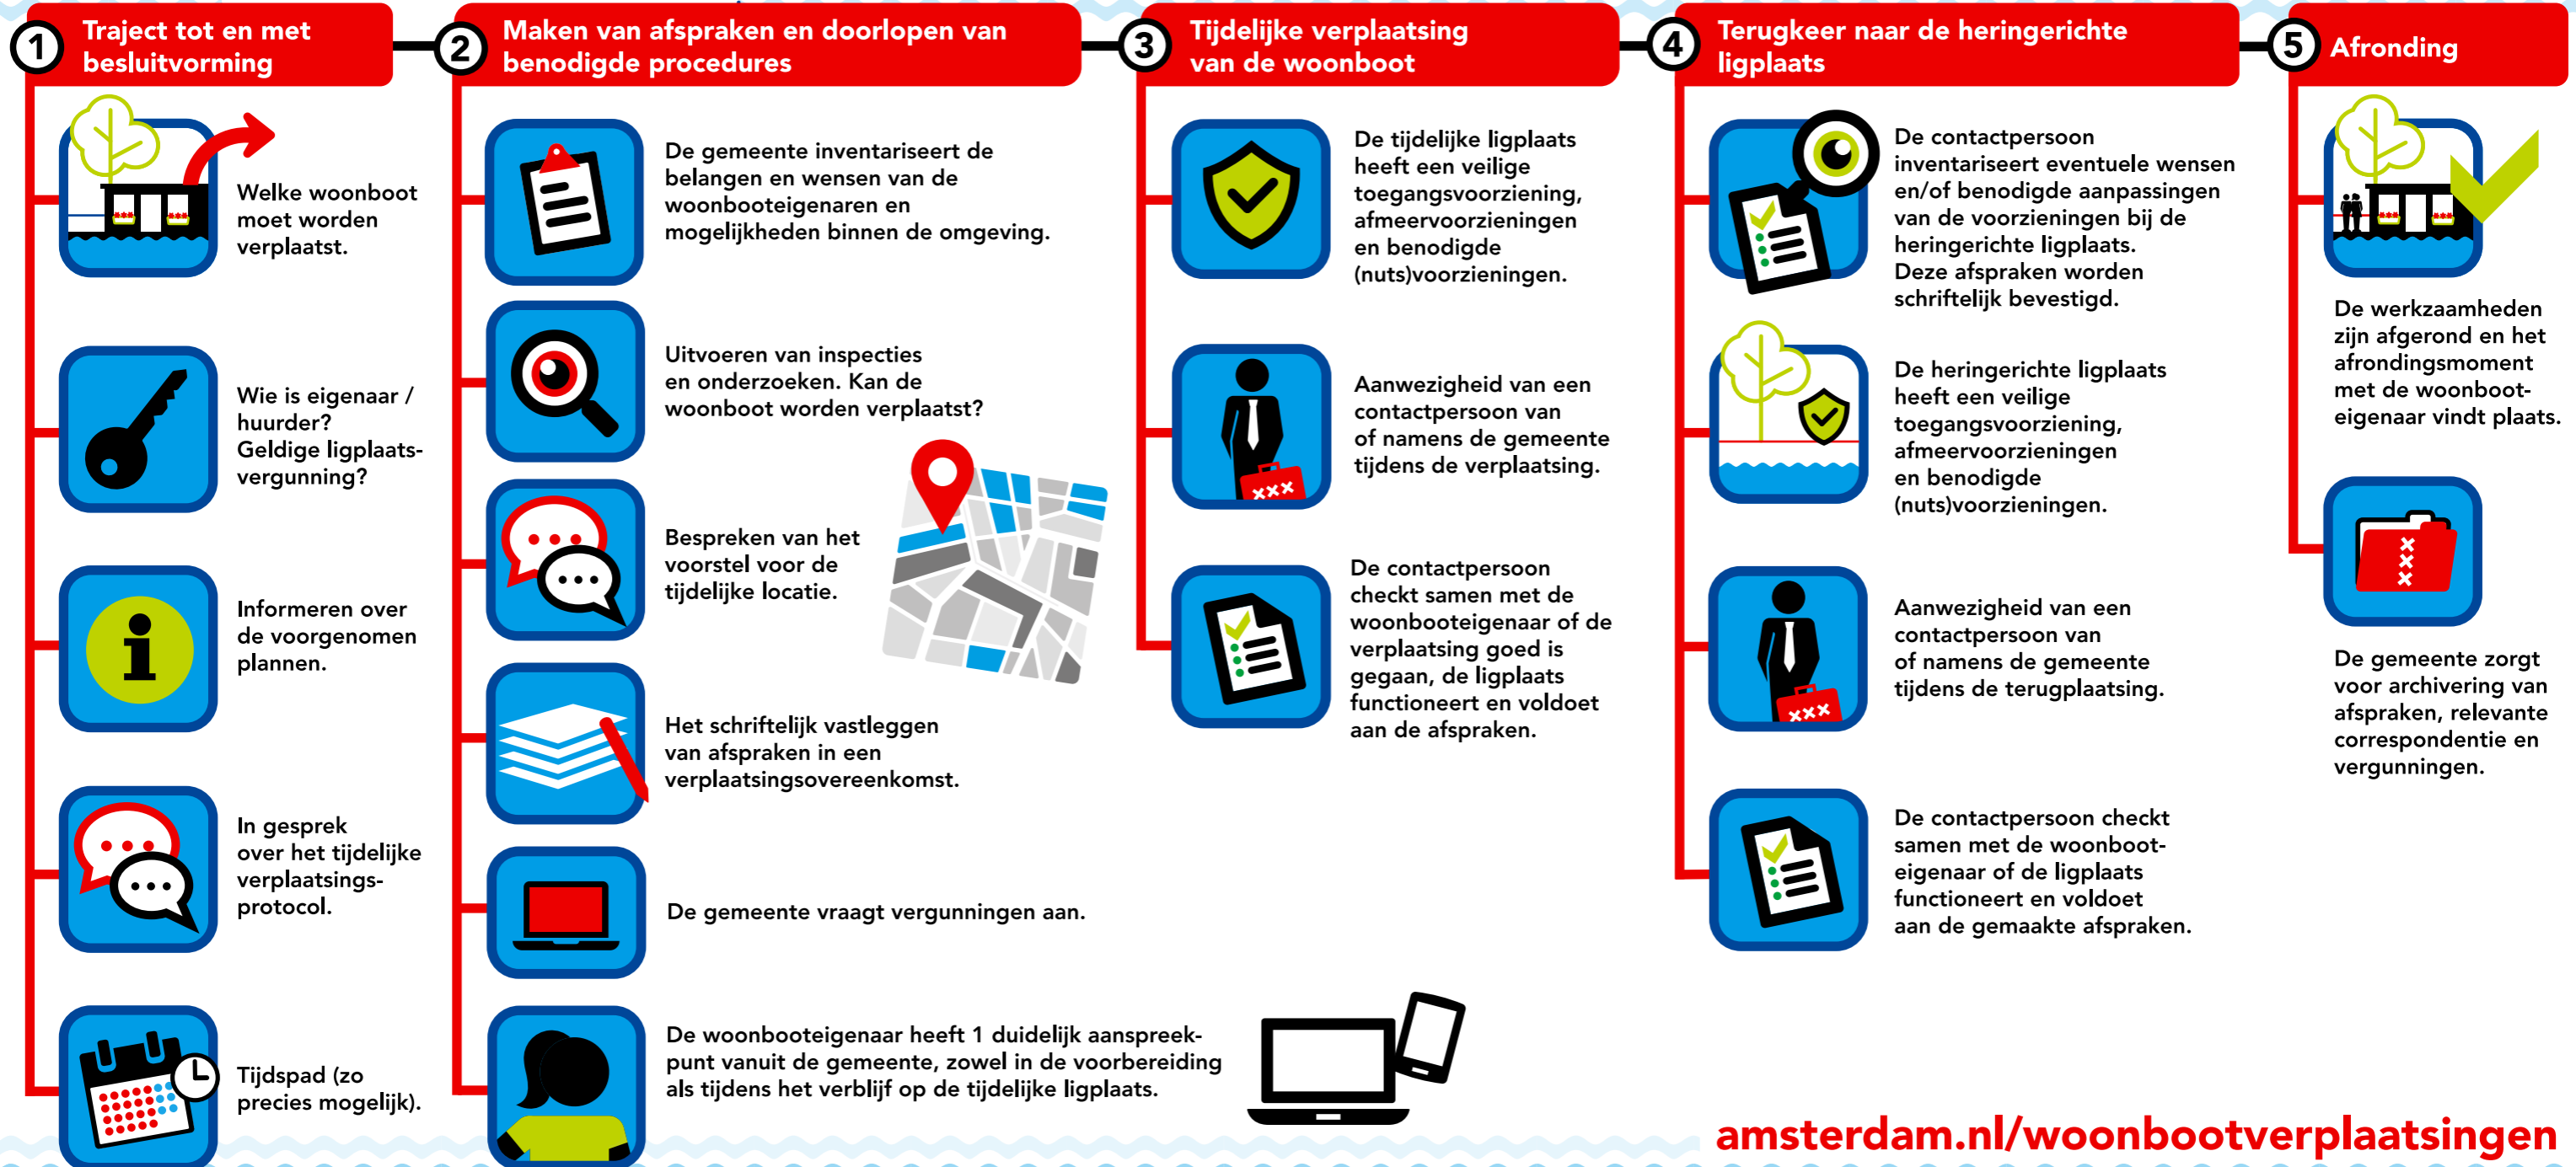 1
Traject tot en met
besluitvorming
Welke woonboot
moet worden
verplaatst.
Wie is eigenaar /
huurder?
Geldige ligplaats-
vergunning?
Informeren over
de voorgenomen
plannen.
In gesprek
over het tijdelijke
verplaatsings-
protocol.
Tijdspad (zo
precies mogelijk).
2
Maken van afspraken en doorlopen van
benodigde procedures
De gemeente inventariseert de
belangen en wensen van de
woonbooteigenaren en
mogelijkheden binnen de omgeving.
Uitvoeren van inspecties
en onderzoeken. Kan de
woonboot worden verplaatst?
Bespreken van het
voorstel voor de
tijdelijke locatie.
Het schriftelijk vastleggen
van afspraken in een
verplaatsingsovereenkomst.
De gemeente vraagt vergunningen aan.
De woonbooteigenaar heeft 1 duidelijk aanspreek-
punt vanuit de gemeente, zowel in de voorbereiding
als tijdens het verblijf op de tijdelijke ligplaats.
3
Tijdelijke verplaatsing
van de woonboot
De tijdelijke ligplaats
heeft een veilige
toegangsvoorziening,
afmeervoorzieningen
en benodigde
(nuts)voorzieningen.
Aanwezigheid van een
contactpersoon van
of namens de gemeente
tijdens de verplaatsing.
De contactpersoon
checkt samen met de
woonbooteigenaar of de
verplaatsing goed is
gegaan, de ligplaats
functioneert en voldoet
aan de afspraken.
4
Terugkeer naar de heringerichte
ligplaats
De contactpersoon
inventariseert eventuele wensen
en/of benodigde aanpassingen
van de voorzieningen bij de
heringerichte ligplaats.
Deze afspraken worden
schriftelijk bevestigd.
De heringerichte ligplaats
heeft een veilige
toegangsvoorziening,
afmeervoorzieningen
en benodigde
(nuts)voorzieningen.
Aanwezigheid van een
contactpersoon van
of namens de gemeente
tijdens de terugplaatsing.
De contactpersoon checkt
samen met de woonboot-
eigenaar of de ligplaats
functioneert en voldoet
aan de gemaakte afspraken.
5
Afronding
De werkzaamheden
zijn afgerond en het
afrondingsmoment
met de woonboot-
eigenaar vindt plaats.
De gemeente zorgt
voor archivering van
afspraken, relevante
correspondentie en
vergunningen.
amsterdam.nl/woonbootverplaatsingen